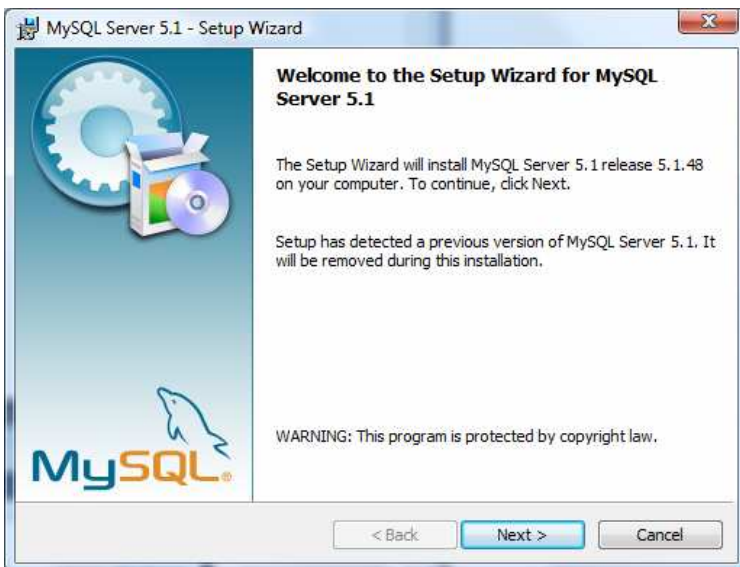 MySQL Server 5.1 - Setup Wizard
Welcome to the Setup Wizard for MySQL
Server 5.1
The Setup Wizard will install MySQL Server 5.1 release 5.1.48
on your computer. To continue, click Next.
Setup has detected a previous version of MySQL Server 5.1. It
will be removed during this installation.
WARNING: This program is protected by copyright law.
MySQL®
< Back
Next >
Cancel